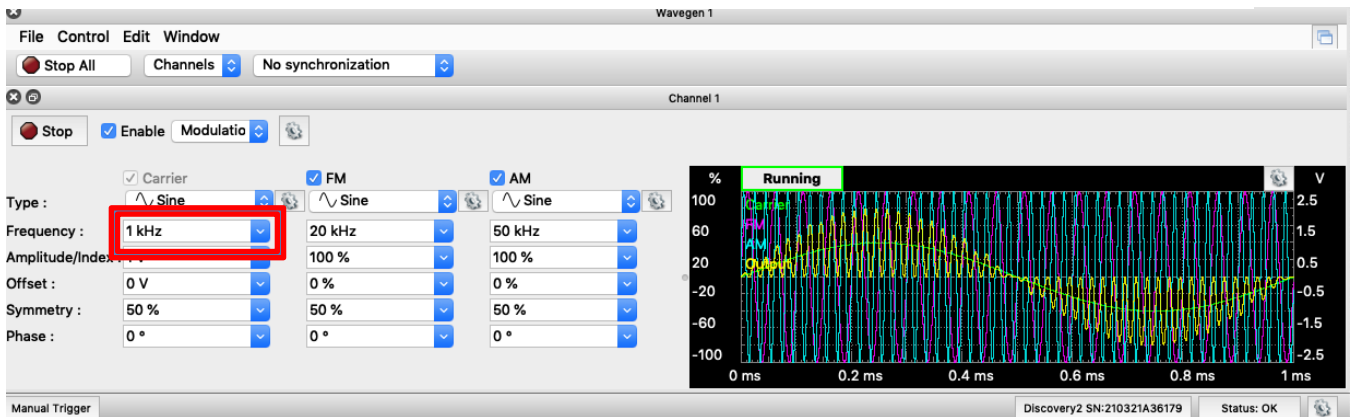 Wavegen 1
File Control Edit Window
Stop All Channels No synchronization
Channel 1
Stop Enable Modulatio
Carrier FM AM
Type : Sine Sine Sine
Frequency : 1 kHz 20 kHz 50 kHz
Amplitude/Index 100 % 100 %
Offset : 0 V 0 % 0 %
Symmetry : 50 % 50 % 50 %
Phase : 0 ° 0 ° 0 °
% Running V
100 Carrier 2.5
FM
60 1.5
AM
20 Output 0.5
-20 -0.5
-60 -1.5
-100 -2.5
0 ms 0.2 ms 0.4 ms 0.6 ms 0.8 ms 1 ms
Manual Trigger Discovery2 SN:210321A36179 Status: OK